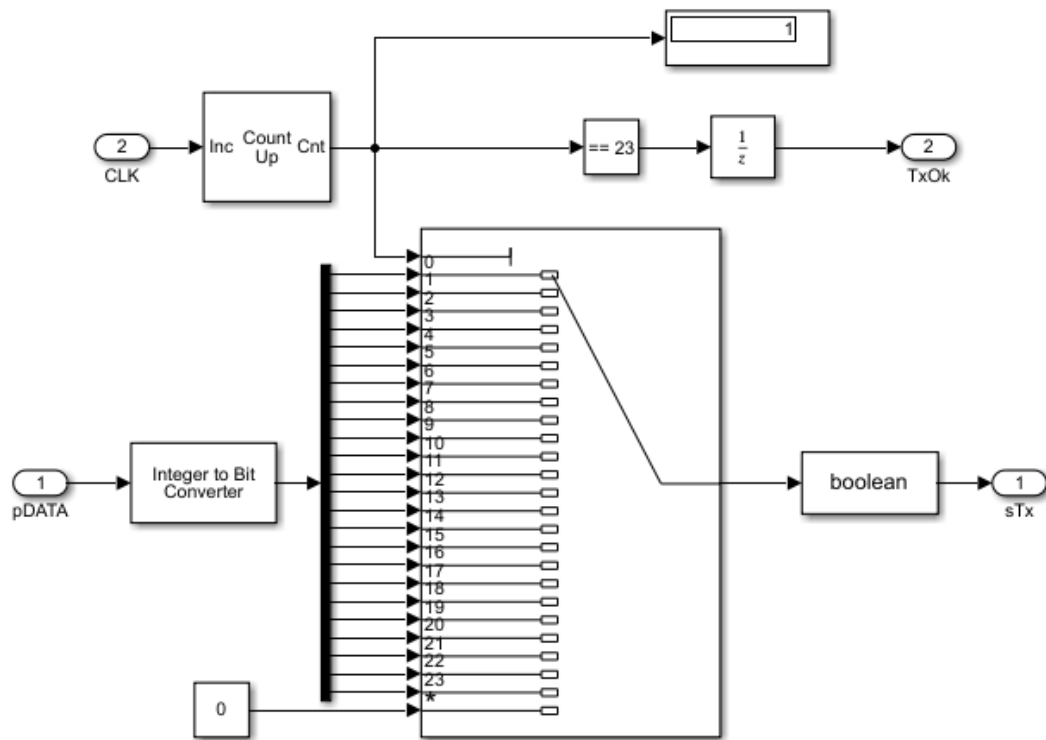 1
2
CLK
Inc
Count
Up
Cnt
== 23
1
z
2
TxOk
0
1
2
3
4
5
6
7
8
9
10
11
12
13
14
15
16
17
18
19
20
21
22
23
*
1
pDATA
Integer to Bit
Converter
boolean
1
sTx
0